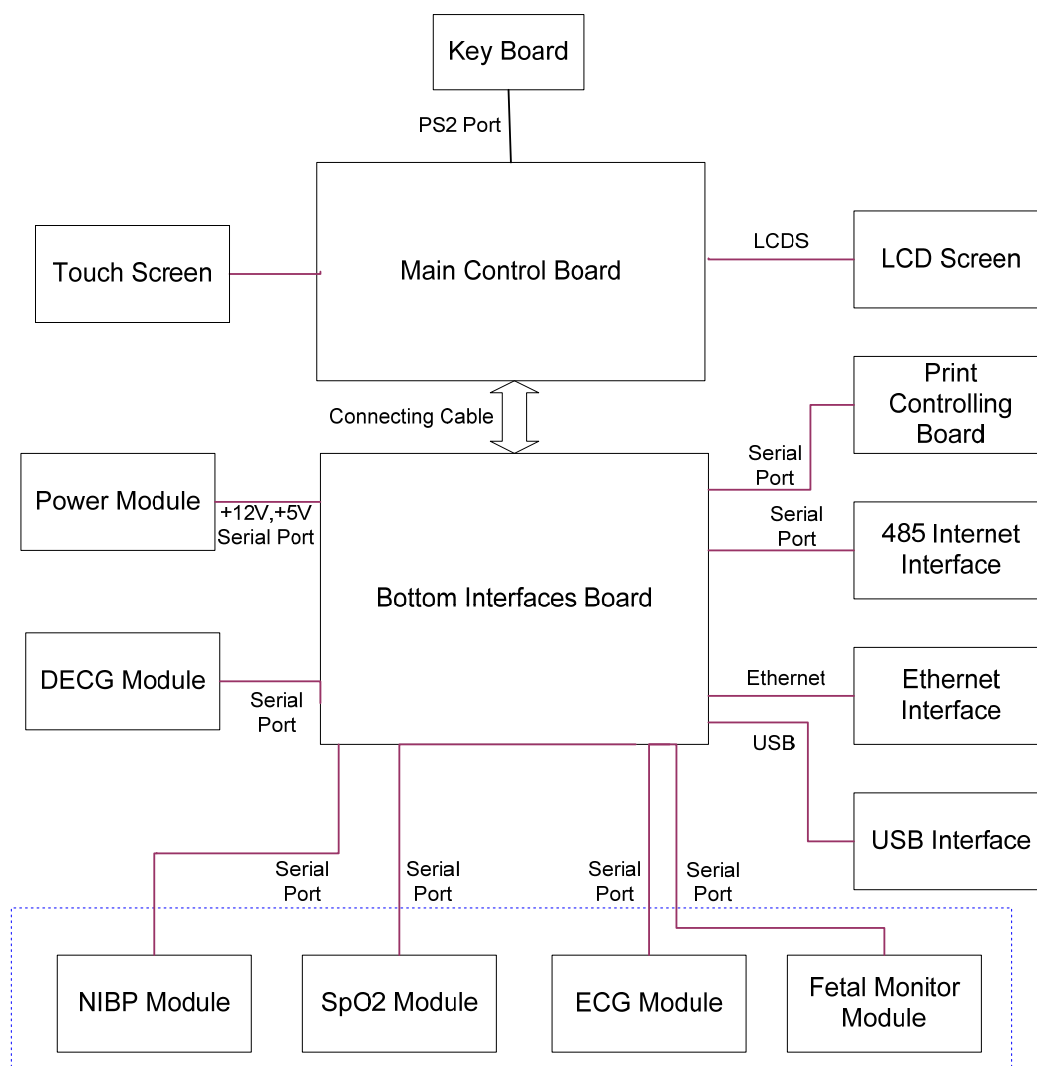 Key Board
PS2 Port
Touch Screen
Main Control Board
LCDS
LCD Screen
Connecting Cable
Print
Controlling
Board
Serial
Port
Power Module
+12V,+5V
Serial Port
Bottom Interfaces Board
Serial
Port
485 Internet
Interface
DECG Module
Serial
Port
Ethernet
Ethernet
Interface
USB
USB Interface
Serial
Port
Serial
Port
Serial
Port
Serial
Port
NIBP Module
SpO2 Module
ECG Module
Fetal Monitor
Module